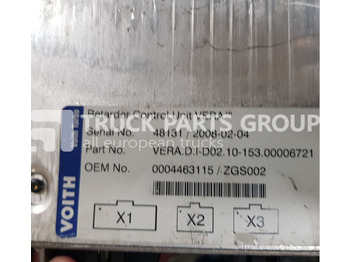 Retarder Control Unit VERA
TRUCK PARTS GROUP
all european trucks
Serial No. 48131 / 2008-02-04
Part No. VERA.D.I-D02.10-153.00006721
OEM No. 0004463115 / ZGS002
VOITH
X1 X2 X3